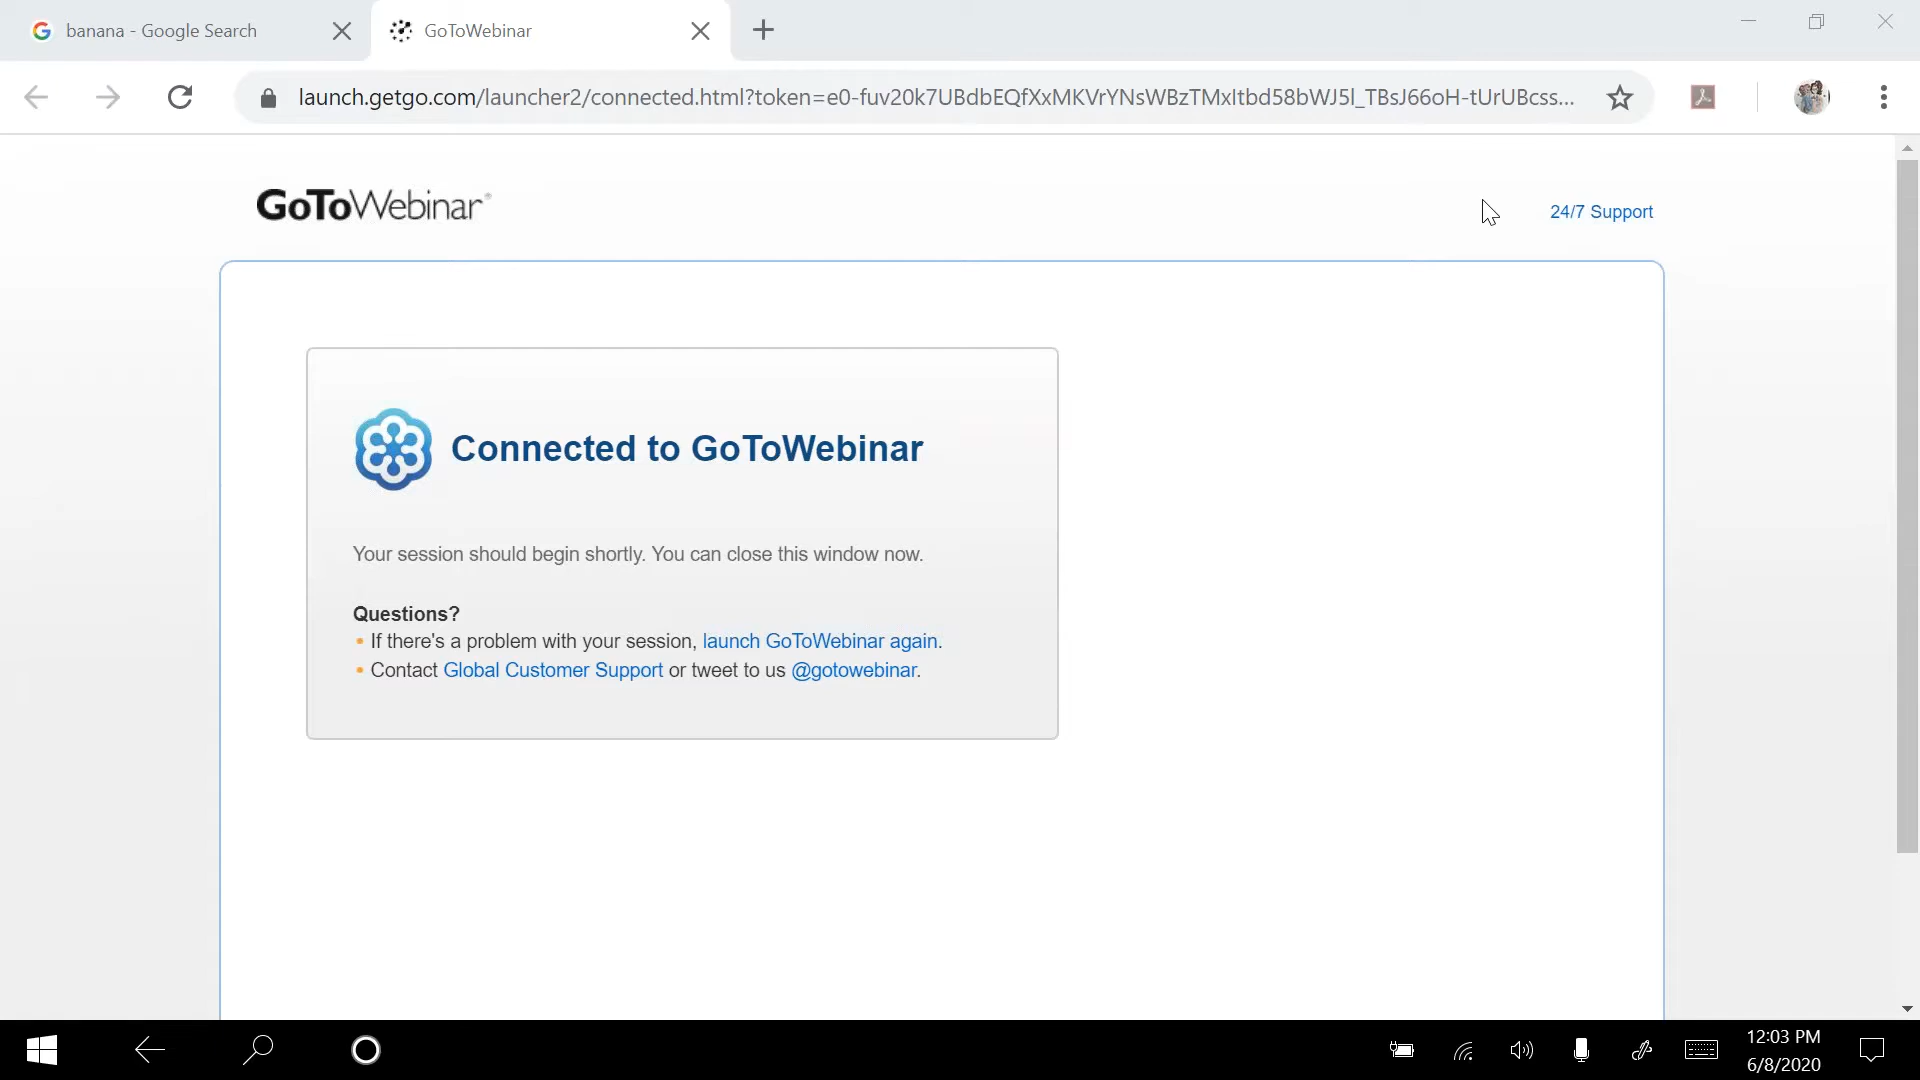 banana - Google Search
GoToWebinar
launch.getgo.com/launcher2/connected.html?token=e0-fuv20k7UBdbEQfXxMKVrYNsWBzTMxItbd58bWJ5l_TBsJ66oH-tUrUBcss...
GoToWebinar®
24/7 Support
Connected to GoToWebinar
Your session should begin shortly. You can close this window now.
Questions?
• If there's a problem with your session, launch GoToWebinar again.
• Contact Global Customer Support or tweet to us @gotowebinar.
12:03 PM
6/8/2020